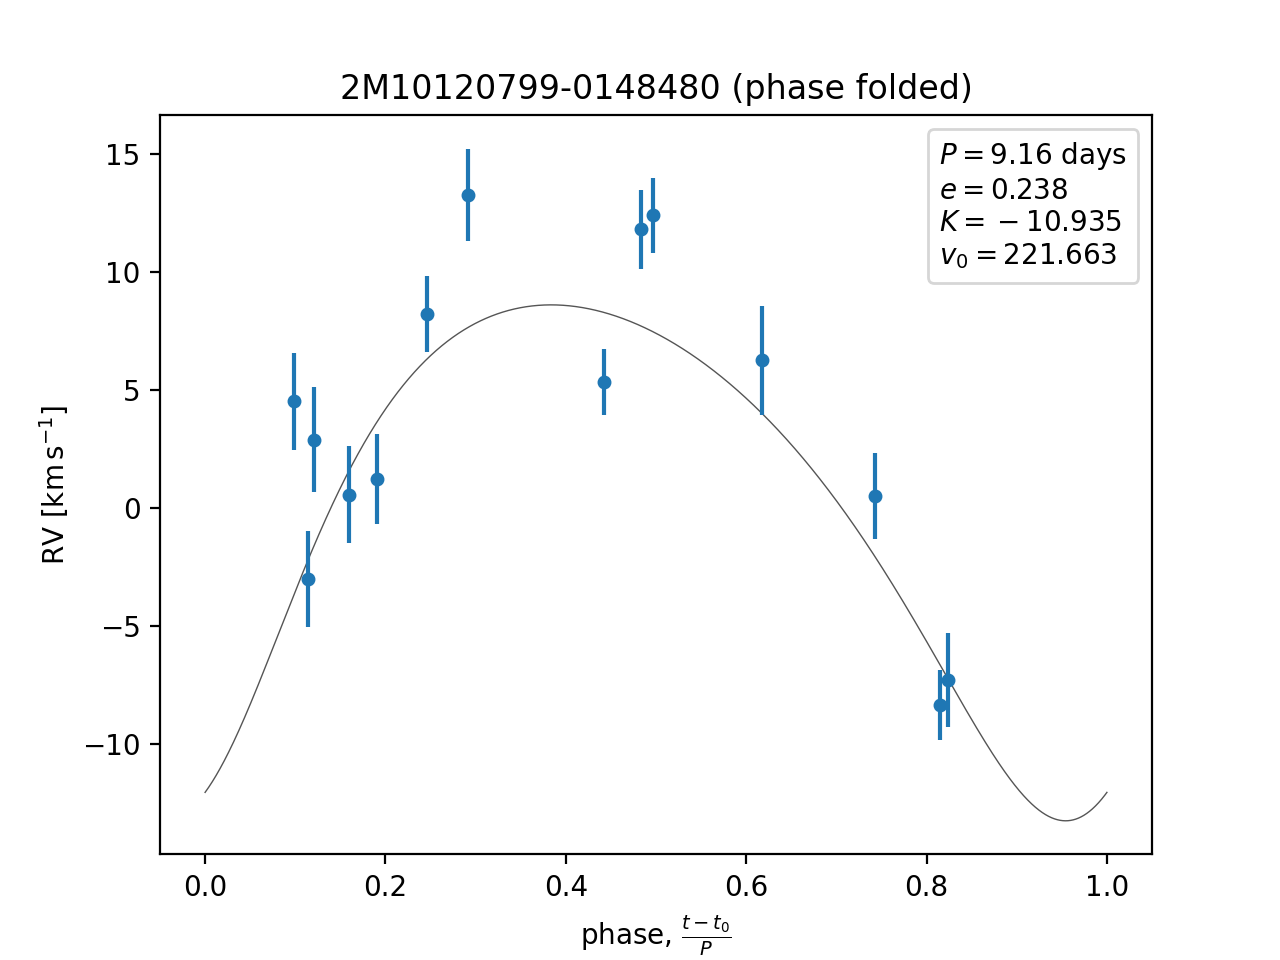 2M10120799-0148480 (phase folded)
P = 9.16 days
e = 0.238
K = −10.935
v₀ = 221.663
15
10
5
0
−5
−10
RV [km s⁻¹]
0.0 0.2 0.4 0.6 0.8 1.0
phase, (t − t₀)/P